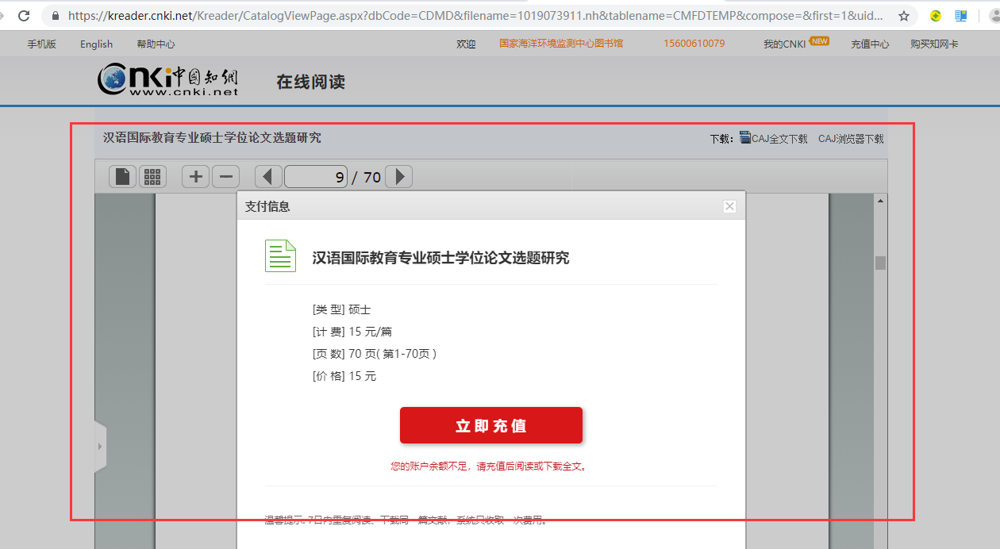 https://kreader.cnki.net/Kreader/CatalogViewPage.aspx?dbCode=CDMD&filename=1019073911.nh&tablename=CMFDTEMP&compose=&first=1&uid...
手机版 English 帮助中心 欢迎 国家海洋环境监测中心图书馆 15600610079 我的CNKI NEW 充值中心 购买知网卡
Cnki中国知网 在线阅读
www.cnki.net
汉语国际教育专业硕士学位论文选题研究 下载: CAJ全文下载 CAJ浏览器下载
9 / 70
支付信息
汉语国际教育专业硕士学位论文选题研究
[类 型] 硕士
[计 费] 15 元/篇
[页 数] 70 页( 第1-70页 )
[价 格] 15 元
立即充值
您的账户余额不足，请充值后阅读或下载全文。
温馨提示: 7日内重复阅读、下载同一篇文献，系统只收取一次费用。